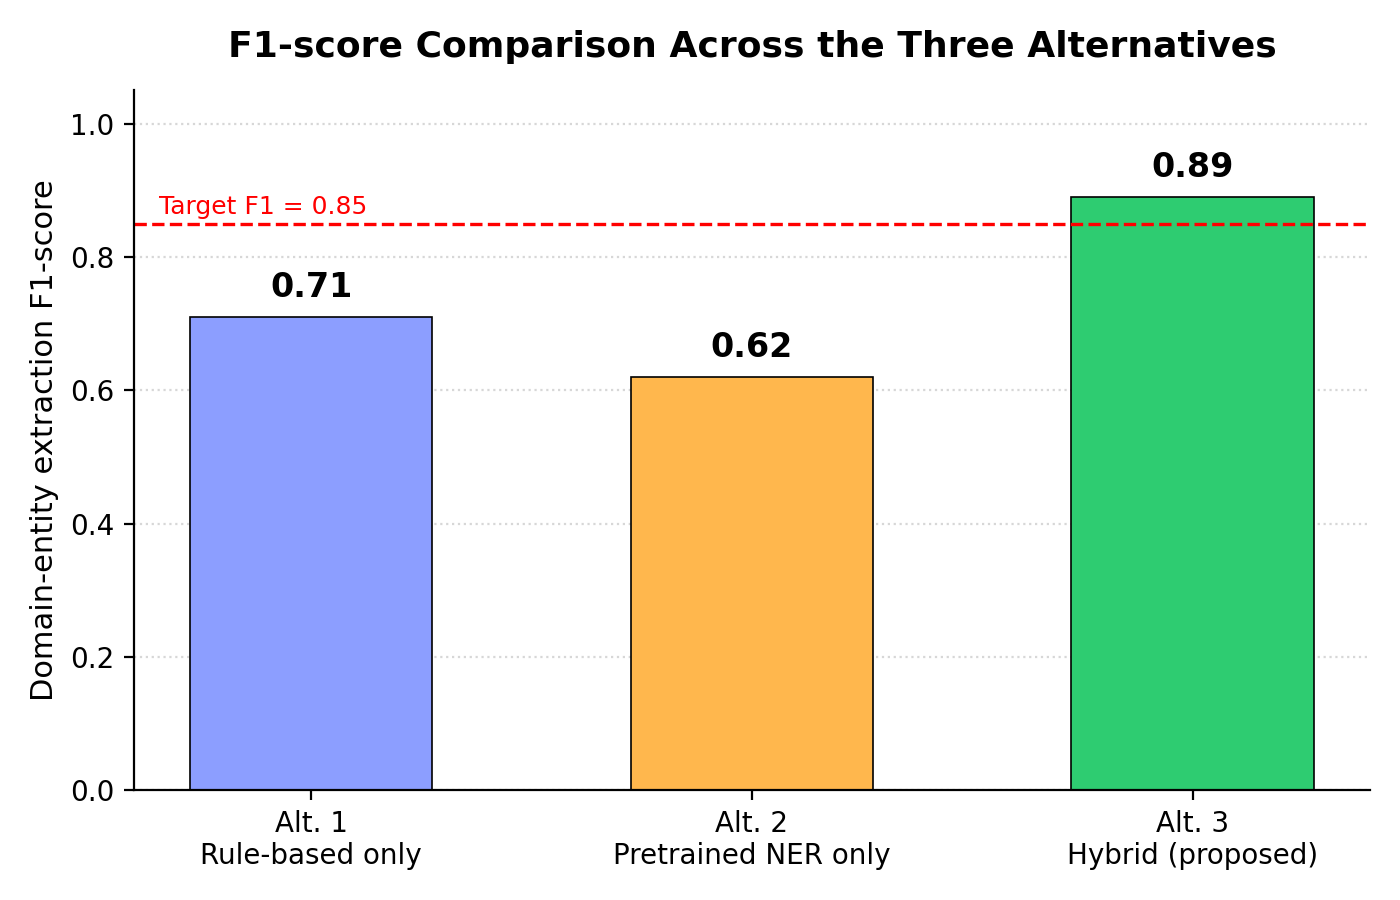 F1-score Comparison Across the Three Alternatives
Domain-entity extraction F1-score
1.0
0.8
0.6
0.4
0.2
0.0
Target F1 = 0.85
0.71
0.62
0.89
Alt. 1
Rule-based only
Alt. 2
Pretrained NER only
Alt. 3
Hybrid (proposed)